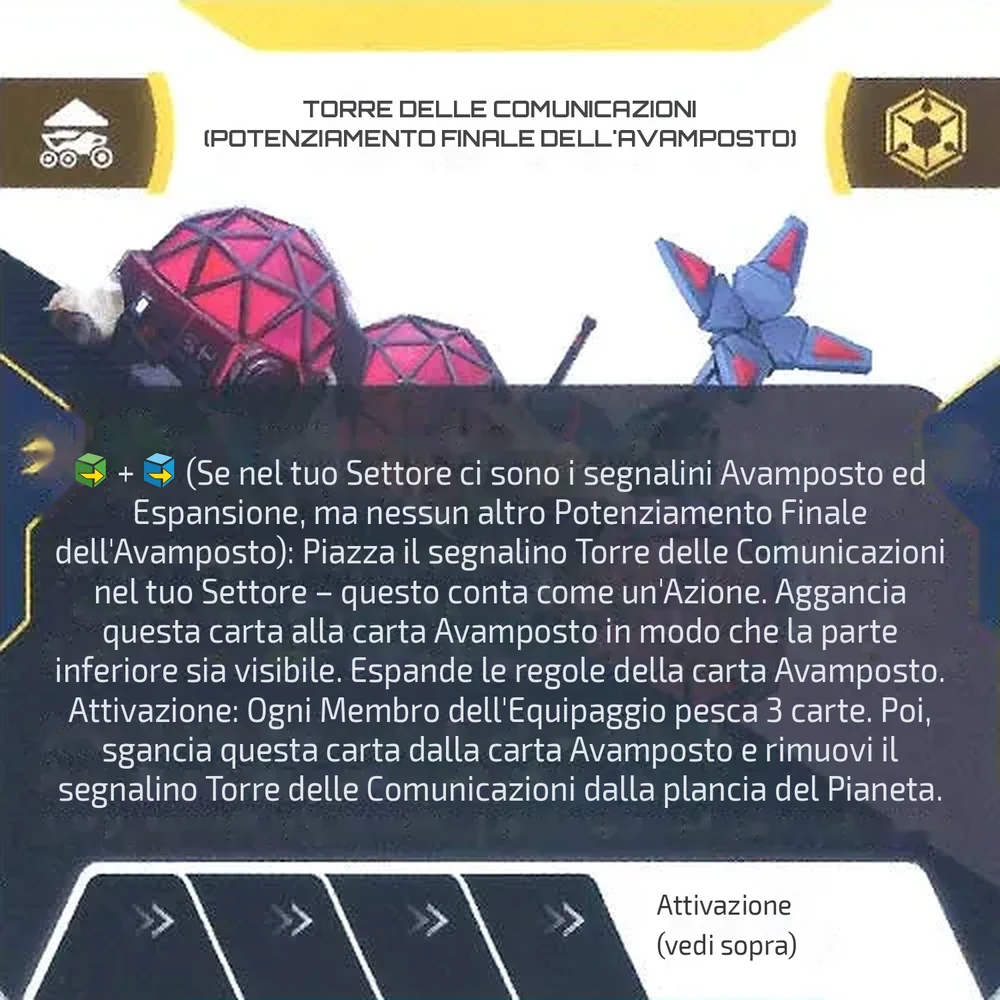 TORRE DELLE COMUNICAZIONI
(POTENZIAMENTO FINALE DELL'AVAMPOSTO)
+ (Se nel tuo Settore ci sono i segnalini Avamposto ed
Espansione, ma nessun altro Potenziamento Finale
dell'Avamposto): Piazza il segnalino Torre delle Comunicazioni
nel tuo Settore – questo conta come un'Azione. Aggancia
questa carta alla carta Avamposto in modo che la parte
inferiore sia visibile. Espande le regole della carta Avamposto.
Attivazione: Ogni Membro dell'Equipaggio pesca 3 carte. Poi,
sgancia questa carta dalla carta Avamposto e rimuovi il
segnalino Torre delle Comunicazioni dalla plancia del Pianeta.
Attivazione
(vedi sopra)